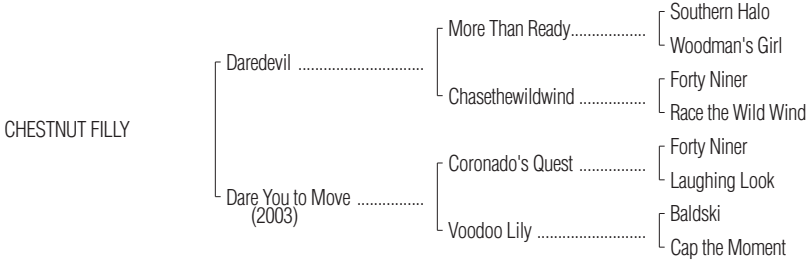 Southern Halo
More Than Ready..................
Woodman's Girl
Daredevil ..............................
Forty Niner
Chasethewildwind ................
Race the Wild Wind
CHESTNUT FILLY
Forty Niner
Coronado's Quest ................
Laughing Look
Dare You to Move ................
(2003)
Baldski
Voodoo Lily ..........................
Cap the Moment